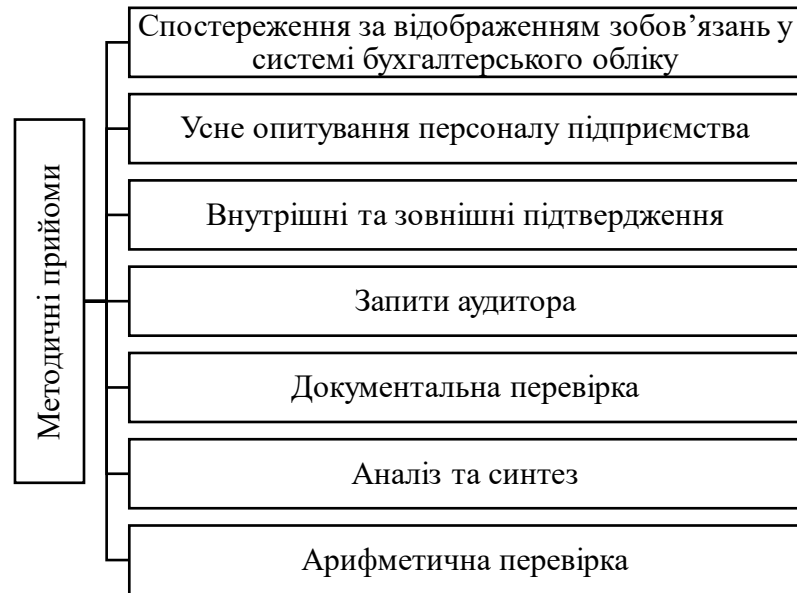 Методичні прийоми
Спостереження за відображенням зобов’язань у
системі бухгалтерського обліку
Усне опитування персоналу підприємства
Внутрішні та зовнішні підтвердження
Запити аудитора
Документальна перевірка
Аналіз та синтез
Арифметична перевірка